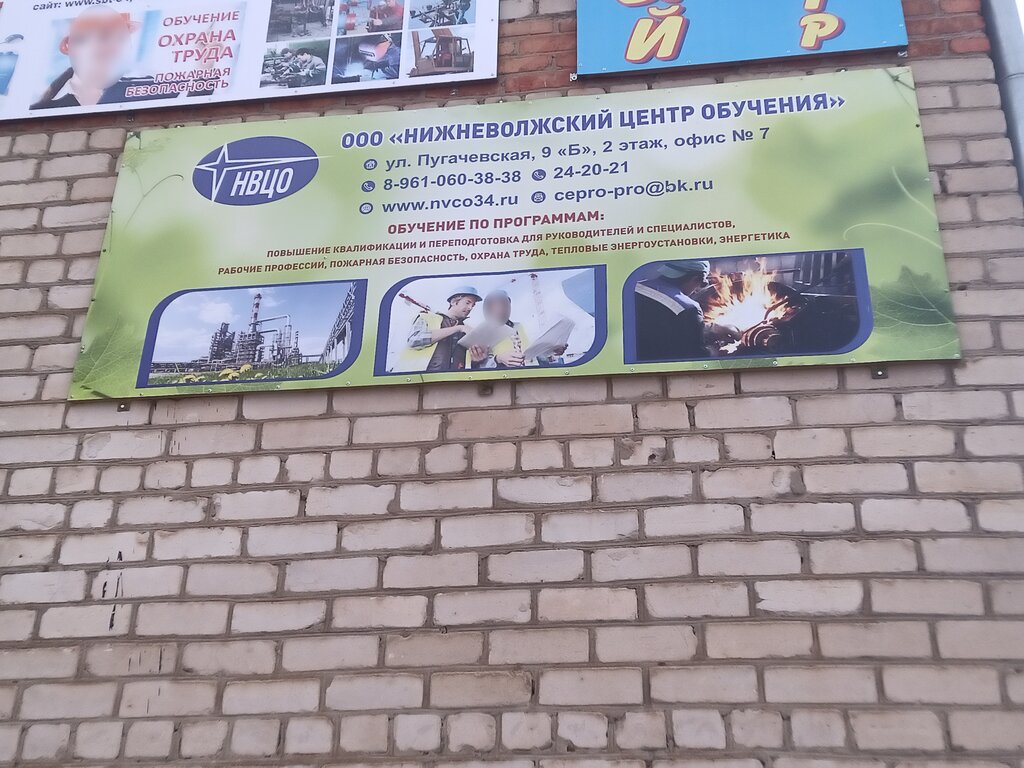 ОБУЧЕНИЕ
ОХРАНА
ТРУДА
ПОЖАРНАЯ
БЕЗОПАСНОСТЬ
Й
Р
НВЦО
ООО «НИЖНЕВОЛЖСКИЙ ЦЕНТР ОБУЧЕНИЯ»
ул. Пугачевская, 9 «Б», 2 этаж, офис № 7
8-961-060-38-38 24-20-21
www.nvco34.ru cepro-pro@bk.ru
ОБУЧЕНИЕ ПО ПРОГРАММАМ:
ПОВЫШЕНИЕ КВАЛИФИКАЦИИ И ПЕРЕПОДГОТОВКА ДЛЯ РУКОВОДИТЕЛЕЙ И СПЕЦИАЛИСТОВ,
РАБОЧИЕ ПРОФЕССИИ, ПОЖАРНАЯ БЕЗОПАСНОСТЬ, ОХРАНА ТРУДА, ТЕПЛОВЫЕ ЭНЕРГОУСТАНОВКИ, ЭНЕРГЕТИКА